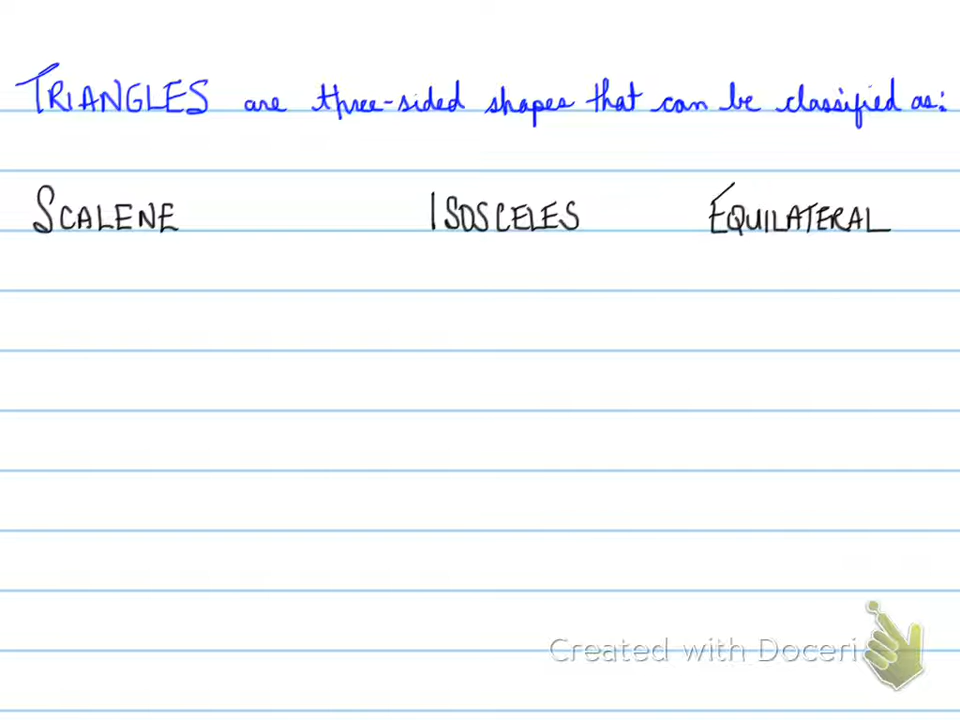 TRIANGLES are three-sided shapes that can be classified as:
SCALENE ISOSCELES EQUILATERAL
Created with Doceri